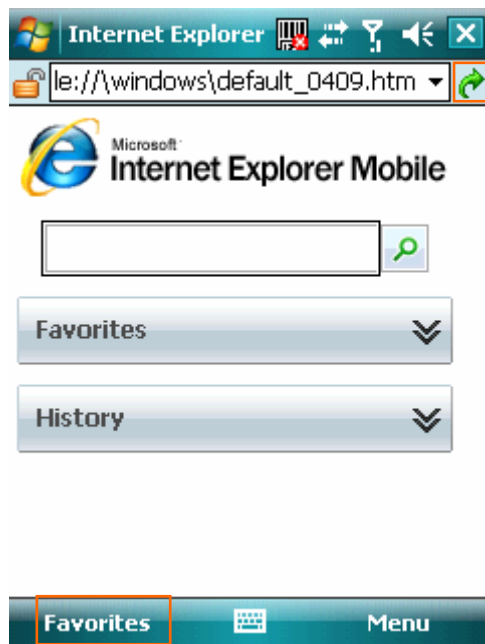 Internet Explorer
le://\windows\default_0409.htm
Microsoft
Internet Explorer Mobile
Favorites
History
Favorites Menu